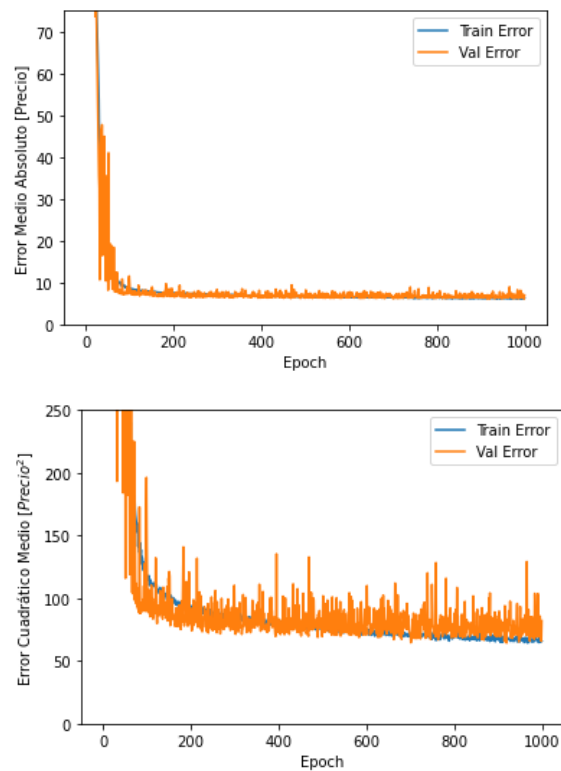 70
60
50
40
30
20
10
0
Error Medio Absoluto [Precio]
Train Error
Val Error
0 200 400 600 800 1000
Epoch
250
200
150
100
50
0
Error Cuadrático Medio [Precio²]
Train Error
Val Error
0 200 400 600 800 1000
Epoch